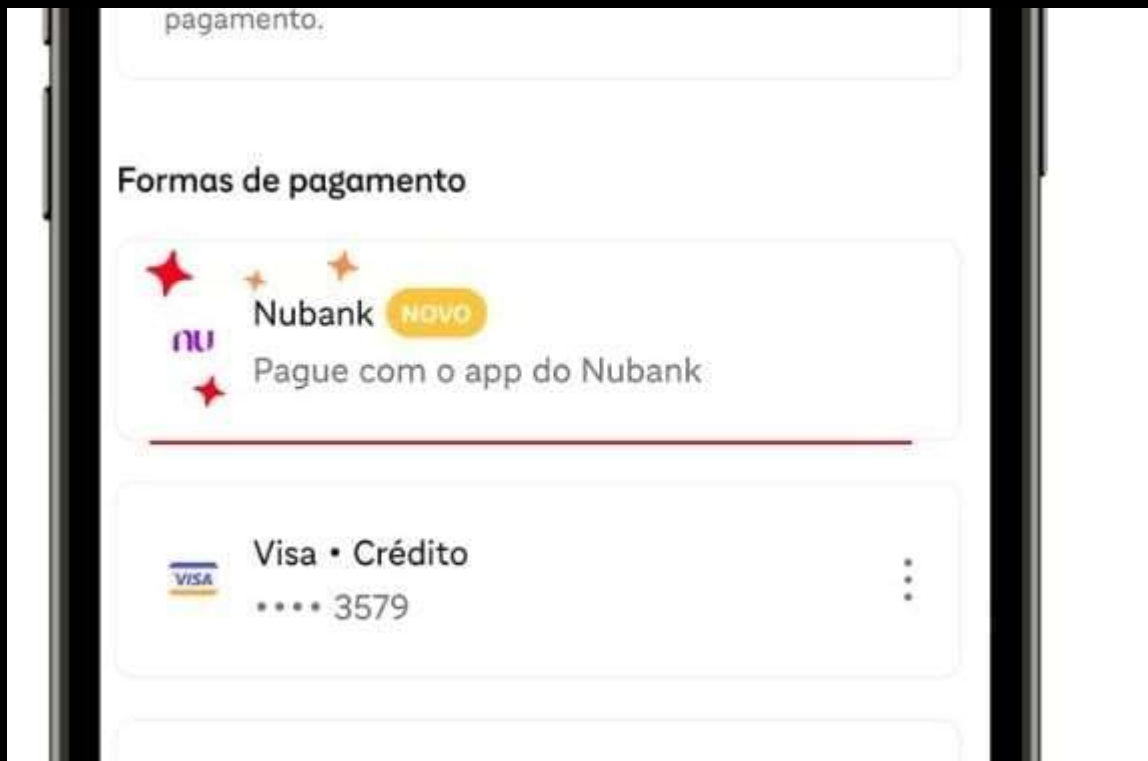 pagamento.
Formas de pagamento
Nubank NOVO
nu
Pague com o app do Nubank
Visa • Crédito
VISA
•••• 3579